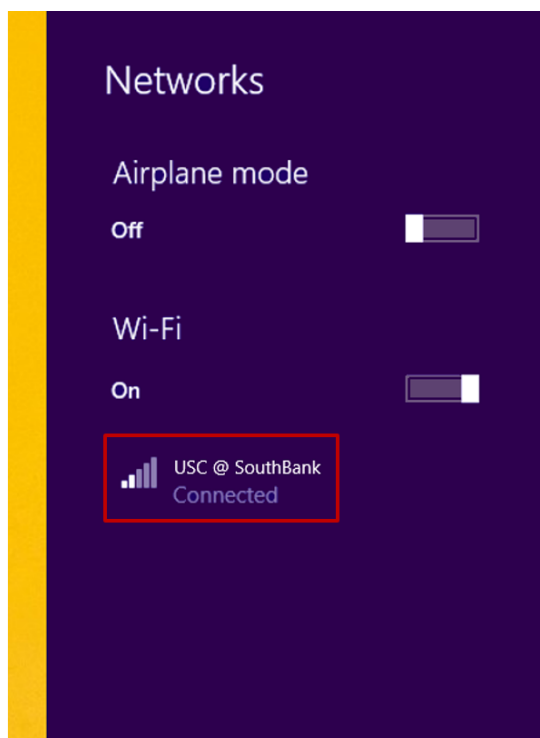 Networks
Airplane mode
Off
Wi-Fi
On
USC @ SouthBank
Connected